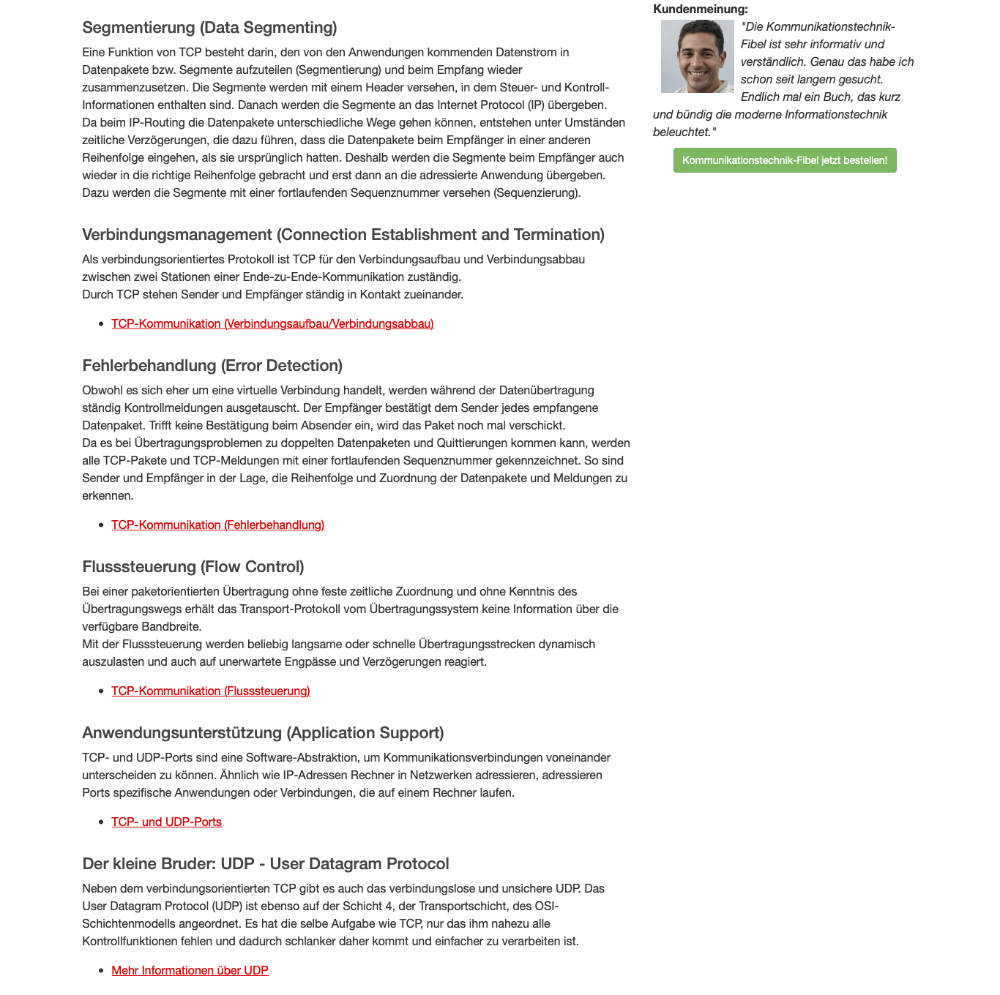 Segmentierung (Data Segmenting)
Eine Funktion von TCP besteht darin, den von den Anwendungen kommenden Datenstrom in
Datenpakete bzw. Segmente aufzuteilen (Segmentierung) und beim Empfang wieder
zusammenzusetzen. Die Segmente werden mit einem Header versehen, in dem Steuer- und Kontroll-
Informationen enthalten sind. Danach werden die Segmente an das Internet Protocol (IP) übergeben.
Da beim IP-Routing die Datenpakete unterschiedliche Wege gehen können, entstehen unter Umständen
zeitliche Verzögerungen, die dazu führen, dass die Datenpakete beim Empfänger in einer anderen
Reihenfolge eingehen, als sie ursprünglich hatten. Deshalb werden die Segmente beim Empfänger auch
wieder in die richtige Reihenfolge gebracht und erst dann an die adressierte Anwendung übergeben.
Dazu werden die Segmente mit einer fortlaufenden Sequenznummer versehen (Sequenzierung).
Verbindungsmanagement (Connection Establishment and Termination)
Als verbindungsorientiertes Protokoll ist TCP für den Verbindungsaufbau und Verbindungsabbau
zwischen zwei Stationen einer Ende-zu-Ende-Kommunikation zuständig.
Durch TCP stehen Sender und Empfänger ständig in Kontakt zueinander.
• TCP-Kommunikation (Verbindungsaufbau/Verbindungsabbau)
Fehlerbehandlung (Error Detection)
Obwohl es sich eher um eine virtuelle Verbindung handelt, werden während der Datenübertragung
ständig Kontrollmeldungen ausgetauscht. Der Empfänger bestätigt dem Sender jedes empfangene
Datenpaket. Trifft keine Bestätigung beim Absender ein, wird das Paket noch mal verschickt.
Da es bei Übertragungsproblemen zu doppelten Datenpaketen und Quittierungen kommen kann, werden
alle TCP-Pakete und TCP-Meldungen mit einer fortlaufenden Sequenznummer gekennzeichnet. So sind
Sender und Empfänger in der Lage, die Reihenfolge und Zuordnung der Datenpakete und Meldungen zu
erkennen.
• TCP-Kommunikation (Fehlerbehandlung)
Flusssteuerung (Flow Control)
Bei einer paketorientierten Übertragung ohne feste zeitliche Zuordnung und ohne Kenntnis des
Übertragungswegs erhält das Transport-Protokoll vom Übertragungssystem keine Information über die
verfügbare Bandbreite.
Mit der Flusssteuerung werden beliebig langsame oder schnelle Übertragungsstrecken dynamisch
auszulasten und auch auf unerwartete Engpässe und Verzögerungen reagiert.
• TCP-Kommunikation (Flusssteuerung)
Anwendungsunterstützung (Application Support)
TCP- und UDP-Ports sind eine Software-Abstraktion, um Kommunikationsverbindungen voneinander
unterscheiden zu können. Ähnlich wie IP-Adressen Rechner in Netzwerken adressieren, adressieren
Ports spezifische Anwendungen oder Verbindungen, die auf einem Rechner laufen.
• TCP- und UDP-Ports
Der kleine Bruder: UDP - User Datagram Protocol
Neben dem verbindungsorientierten TCP gibt es auch das verbindungslose und unsichere UDP. Das
User Datagram Protocol (UDP) ist ebenso auf der Schicht 4, der Transportschicht, des OSI-
Schichtenmodells angeordnet. Es hat die selbe Aufgabe wie TCP, nur das ihm nahezu alle
Kontrollfunktionen fehlen und dadurch schlanker daher kommt und einfacher zu verarbeiten ist.
• Mehr Informationen über UDP
Kundenmeinung:
"Die Kommunikationstechnik-
Fibel ist sehr informativ und
verständlich. Genau das habe ich
schon seit langem gesucht.
Endlich mal ein Buch, das kurz
und bündig die moderne Informationstechnik
beleuchtet."
Kommunikationstechnik-Fibel jetzt bestellen!